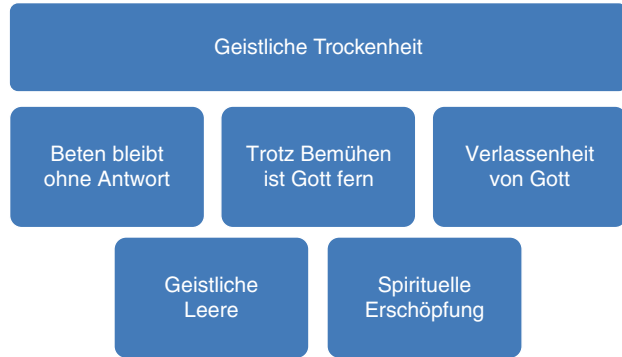 Geistliche Trockenheit
Beten bleibt
ohne Antwort
Trotz Bemühen
ist Gott fern
Verlassenheit
von Gott
Geistliche
Leere
Spirituelle
Erschöpfung